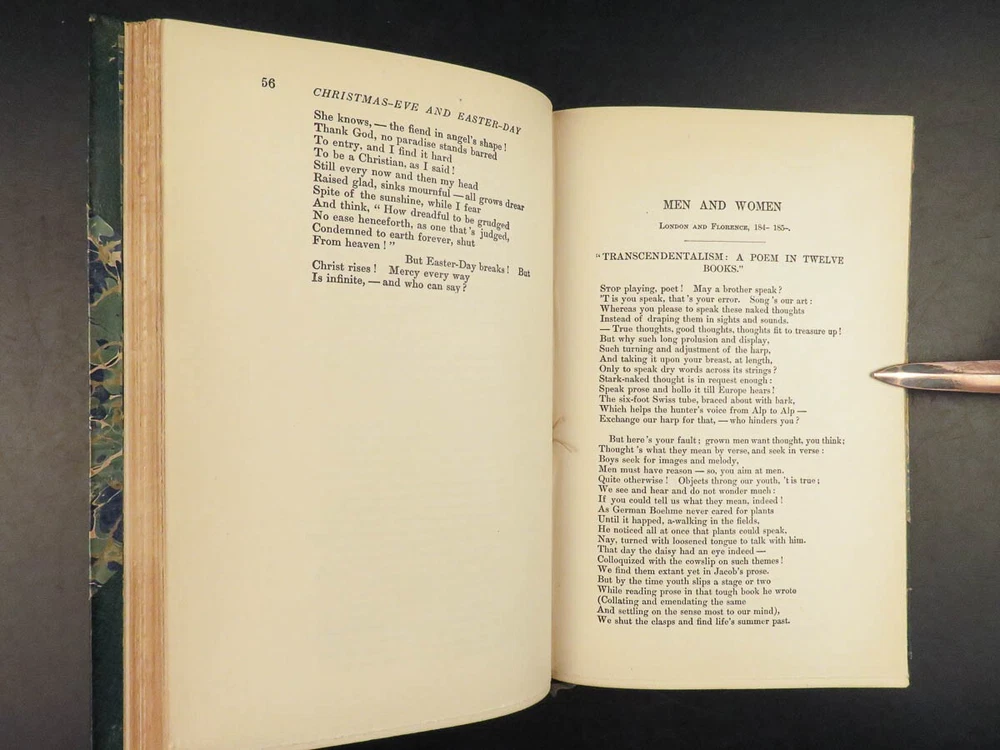 56
CHRISTMAS-EVE AND EASTER-DAY
She knows, — the fiend in angel's shape!
Thank God, no paradise stands barred
To entry, and I find it hard
To be a Christian, as I said!
Still every now and then my head
Raised glad, sinks mournful — all grows drear
Spite of the sunshine, while I fear
And think, "How dreadful to be grudged
No ease henceforth, as one that's judged,
Condemned to earth forever, shut
From heaven!"
But Easter-Day breaks! But
Christ rises! Mercy every way
Is infinite, — and who can say?
MEN AND WOMEN
London and Florence, 184– 185–.
"TRANSCENDENTALISM: A POEM IN TWELVE
BOOKS."
Stop playing, poet! May a brother speak?
'T is you speak, that's your error. Song's our art:
Whereas you please to speak these naked thoughts
Instead of draping them in sights and sounds.
— True thoughts, good thoughts, thoughts fit to treasure up!
But why such long prolusion and display,
Such turning and adjustment of the harp,
And taking it upon your breast, at length,
Only to speak dry words across its strings?
Stark-naked thought is in request enough:
Speak prose and hollo it till Europe hears!
The six-foot Swiss tube, braced about with bark,
Which helps the hunter's voice from Alp to Alp —
Exchange our harp for that, — who hinders you?
But here's your fault; grown men want thought, you think;
Thought's what they mean by verse, and seek in verse:
Boys seek for images and melody,
Men must have reason — so, you aim at men.
Quite otherwise! Objects throng our youth, 't is true;
We see and hear and do not wonder much:
If you could tell us what they mean, indeed!
As German Boehme never cared for plants
Until it happed, a-walking in the fields,
He noticed all at once that plants could speak,
Nay, turned with loosened tongue to talk with him.
That day the daisy had an eye indeed —
Colloquized with the cowslip on such themes!
We find them extant yet in Jacob's prose.
But by the time youth slips a stage or two
While reading prose in that tough book he wrote
(Collating and emendating the same
And settling on the sense most to our mind),
We shut the clasps and find life's summer past.